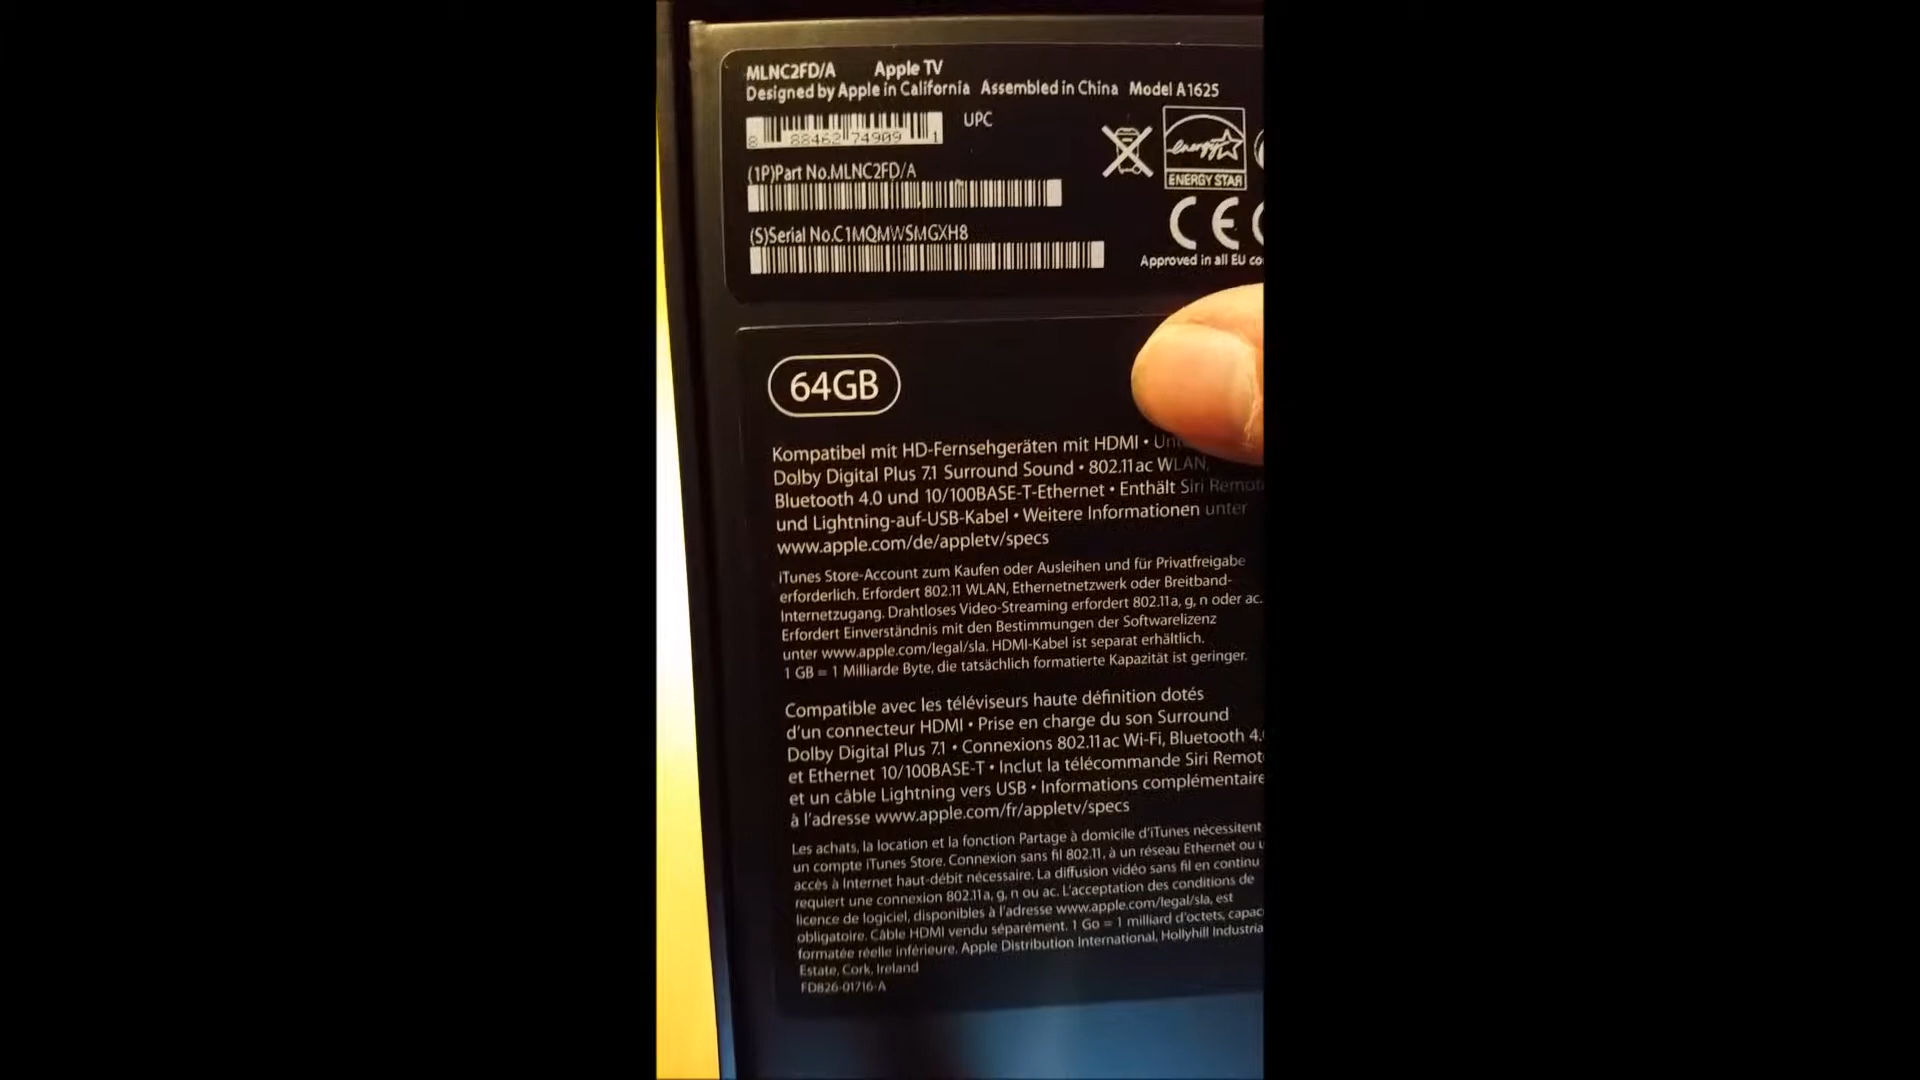 MLNC2FD/A Apple TV
Designed by Apple in California Assembled in China Model A1625
UPC
8 88462 74909 1
energy
ENERGY STAR
(1P)Part No.MLNC2FD/A
(S)Serial No.C1MQMWSMGXH8
CE
Approved in all EU
64GB
Kompatibel mit HD-Fernsehgeräten mit HDMI •
Dolby Digital Plus 7.1 Surround Sound • 802.11ac WLAN,
Bluetooth 4.0 und 10/100BASE-T-Ethernet • Enthält Siri Remote
und Lightning-auf-USB-Kabel • Weitere Informationen unter
www.apple.com/de/appletv/specs
iTunes Store-Account zum Kaufen oder Ausleihen und für Privatfreigabe
erforderlich. Erfordert 802.11 WLAN, Ethernetnetzwerk oder Breitband-
Internetzugang. Drahtloses Video-Streaming erfordert 802.11a, g, n oder ac.
Erfordert Einverständnis mit den Bestimmungen der Softwarelizenz
unter www.apple.com/legal/sla. HDMI-Kabel ist separat erhältlich.
1 GB = 1 Milliarde Byte, die tatsächlich formatierte Kapazität ist geringer.
Compatible avec les téléviseurs haute définition dotés
d'un connecteur HDMI • Prise en charge du son Surround
Dolby Digital Plus 7.1 • Connexions 802.11ac Wi-Fi, Bluetooth 4.
et Ethernet 10/100BASE-T • Inclut la télécommande Siri Remote
et un câble Lightning vers USB • Informations complémentaire
à l'adresse www.apple.com/fr/appletv/specs
Les achats, la location et la fonction Partage à domicile d'iTunes nécessitent
un compte iTunes Store. Connexion sans fil 802.11, à un réseau Ethernet ou
accès à Internet haut-débit nécessaire. La diffusion vidéo sans fil en continu
requiert une connexion 802.11a, g, n ou ac. L'acceptation des conditions de
licence de logiciel, disponibles à l'adresse www.apple.com/legal/sla, est
obligatoire. Câble HDMI vendu séparément. 1 Go = 1 milliard d'octets, capac
formatée réelle inférieure. Apple Distribution International, Hollyhill Industria
Estate, Cork, Ireland
FD826-01716-A